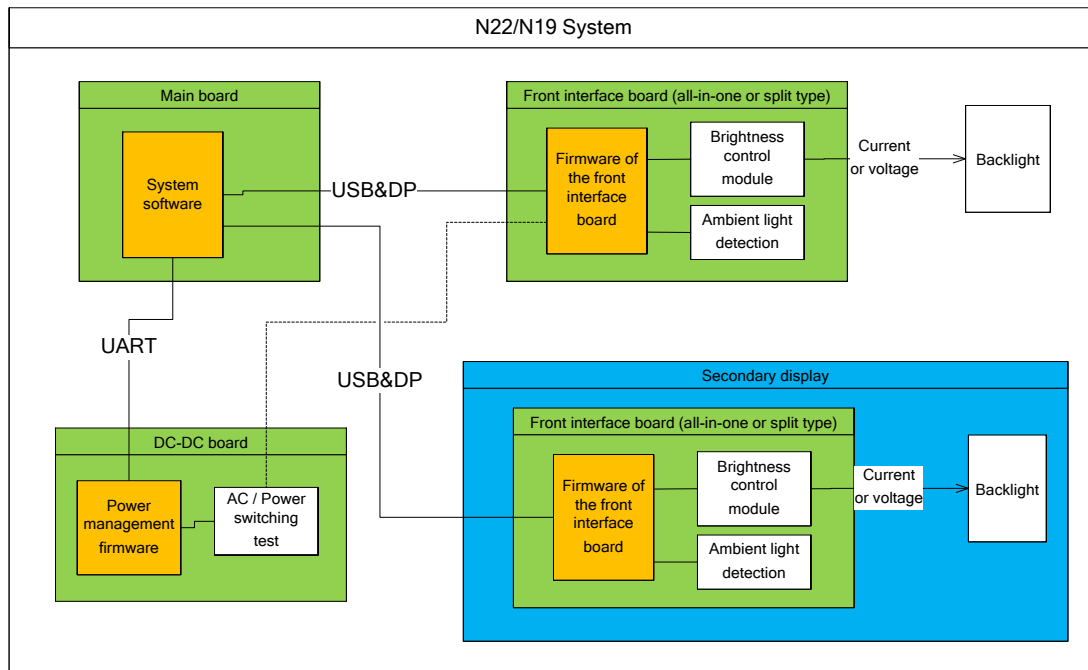 N22/N19 System
Main board
System
software
USB&DP
Front interface board (all-in-one or split type)
Firmware of
the front
interface
board
Brightness
control
module
Ambient light
detection
Current
or voltage
Backlight
UART
USB&DP
DC-DC board
Power
management
firmware
AC / Power
switching
test
Secondary display
Front interface board (all-in-one or split type)
Firmware of
the front
interface
board
Brightness
control
module
Ambient light
detection
Current
or voltage
Backlight